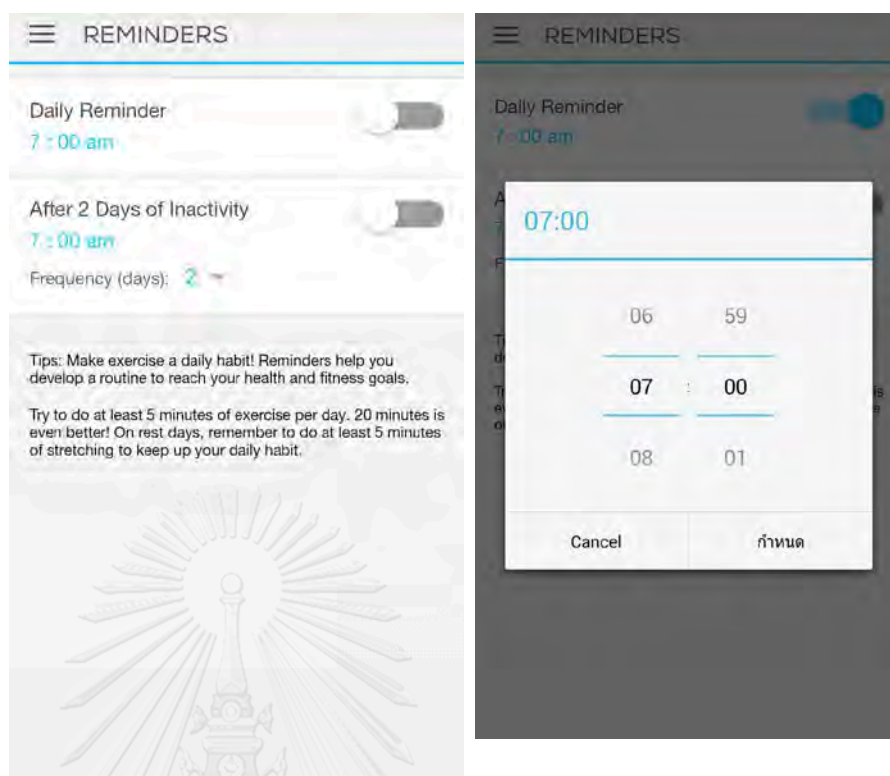 REMINDERS
Daily Reminder
7 : 00 am
After 2 Days of Inactivity
7 : 00 am
Frequency (days): 2
Tips: Make exercise a daily habit! Reminders help you
develop a routine to reach your health and fitness goals.
Try to do at least 5 minutes of exercise per day. 20 minutes is
even better! On rest days, remember to do at least 5 minutes
of stretching to keep up your daily habit.
REMINDERS
Daily Reminder
7 : 00 am
07:00
06 59
07 : 00
08 01
Cancel กำหนด